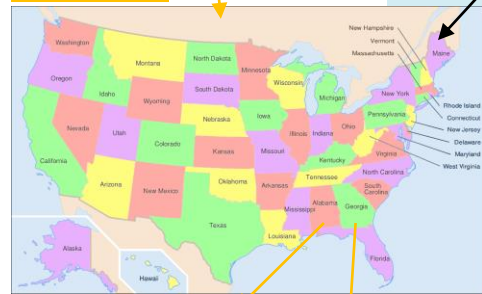 New Hampshire
Vermont
Massachusetts
Maine
Washington
Montana
North Dakota
Minnesota
Oregon
Idaho
Wyoming
South Dakota
Wisconsin
Michigan
New York
Rhode Island
Connecticut
New Jersey
Delaware
Maryland
West Virginia
Nevada
Utah
Colorado
Nebraska
Iowa
Illinois
Indiana
Ohio
Pennsylvania
California
Kansas
Missouri
Kentucky
Virginia
Arizona
New Mexico
Oklahoma
Arkansas
Tennessee
North Carolina
South Carolina
Texas
Louisiana
Mississippi
Alabama
Georgia
Florida
Alaska
Hawaii